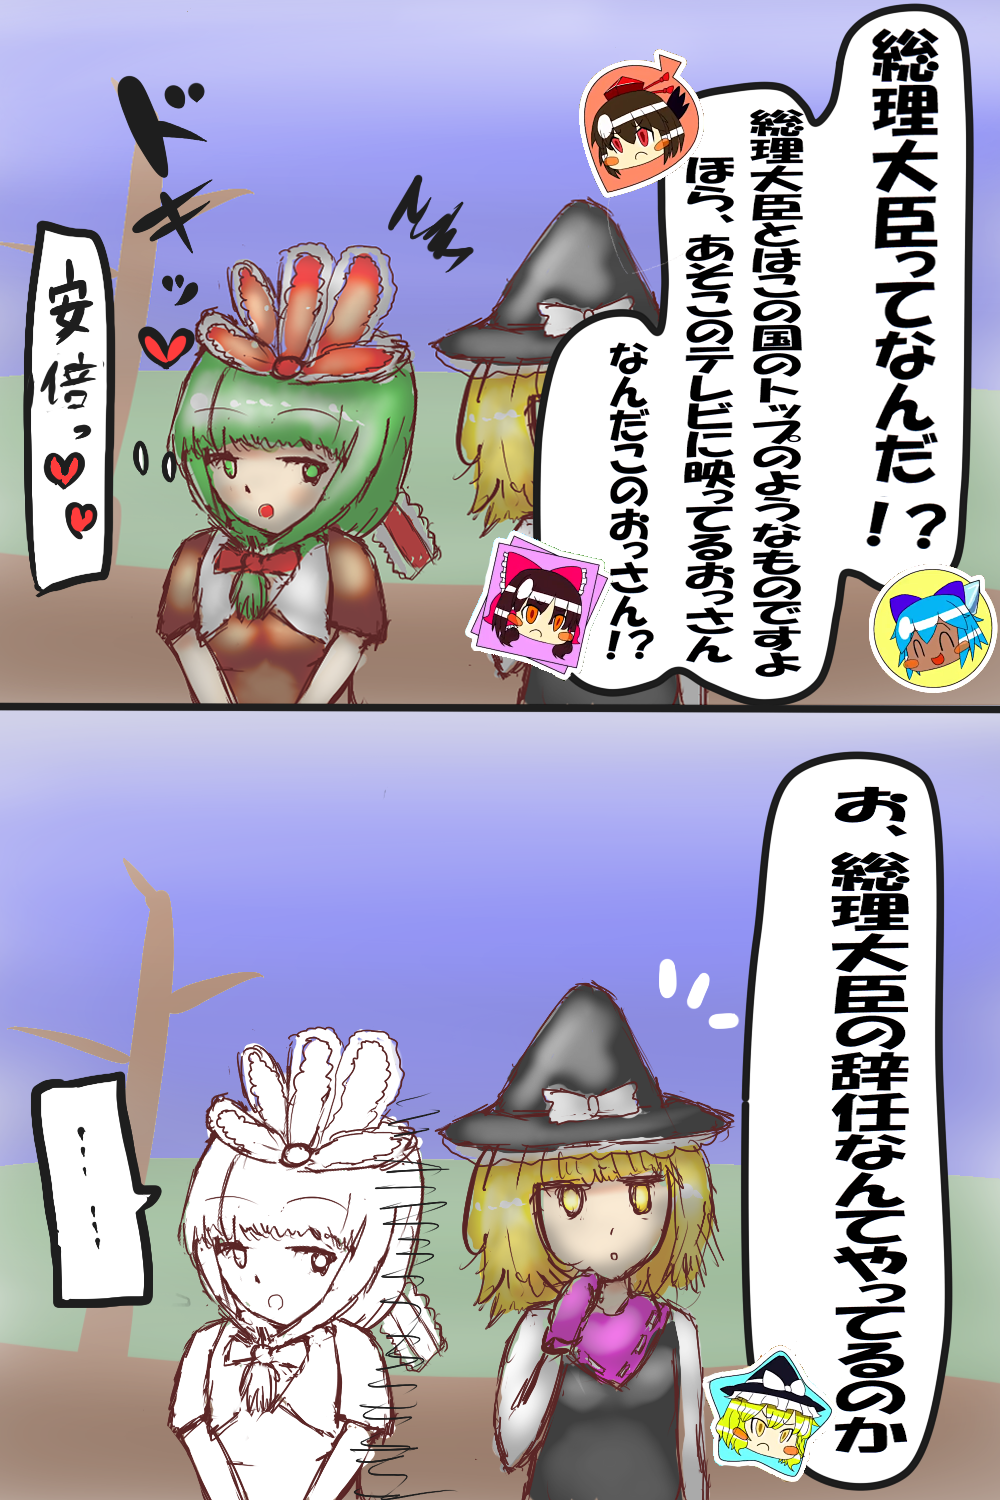 総理大臣ってなんだ!?
総理大臣とはこの国のトップのようなものですよ
ほら、あそこのテレビに映ってるおっさん
なんだこのおっさん!?
ドキッ
安倍っ
お、総理大臣の辞任なんてやってるのか
……